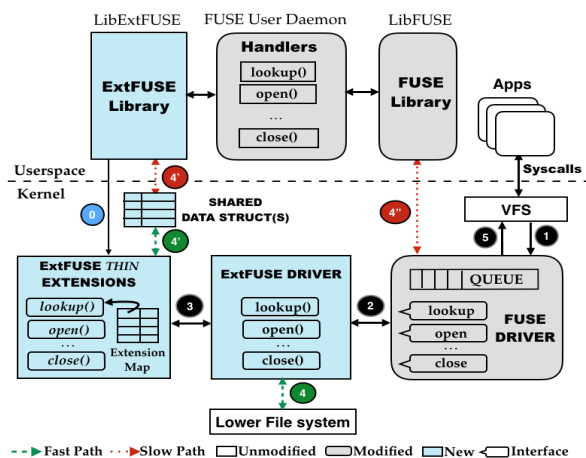 LibExtFUSE
FUSE User Daemon
LibFUSE
ExtFUSE
Library
Handlers
lookup()
open()
...
close()
FUSE
Library
Apps
Userspace
Kernel
Syscalls
0
4'
SHARED
DATA STRUCT(S)
4'
4"
VFS
5
1
ExtFUSE THIN
EXTENSIONS
lookup()
open()
...
close()
Extension
Map
3
ExtFUSE DRIVER
lookup()
open()
...
close()
2
QUEUE
lookup
open
...
close
FUSE
DRIVER
4
Lower File system
Fast Path
Slow Path
Unmodified
Modified
New
Interface